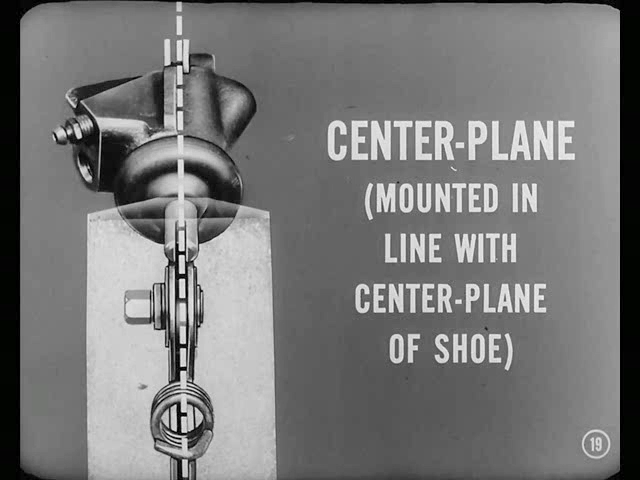 CENTER-PLANE
(MOUNTED IN
LINE WITH
CENTER-PLANE
OF SHOE)
19